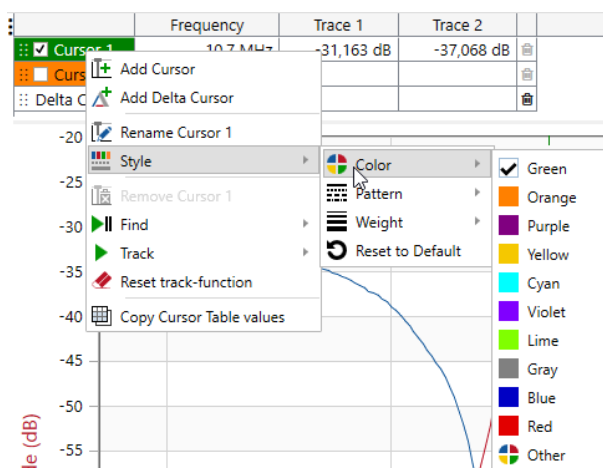 Frequency Trace 1 Trace 2
Cursor 1 10,7 MHz -31,163 dB -37,068 dB
Curs
Delta C
Add Cursor
Add Delta Cursor
Rename Cursor 1
Style
Remove Cursor 1
Find
Track
Reset track-function
Copy Cursor Table values
Color
Pattern
Weight
Reset to Default
Green
Orange
Purple
Yellow
Cyan
Violet
Lime
Gray
Blue
Red
Other
-20
-25
-30
-35
-40
-45
-50
-55
le (dB)